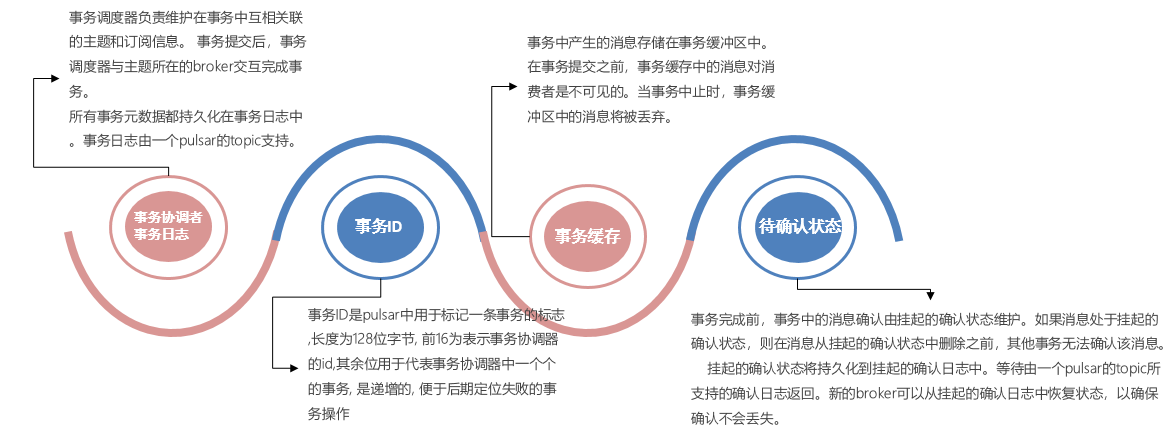 事务调度器负责维护在事务中互相关联
的主题和订阅信息。 事务提交后，事务
调度器与主题所在的broker交互完成事
务。
所有事务元数据都持久化在事务日志中
。事务日志由一个pulsar的topic支持。
事务中产生的消息存储在事务缓冲区中。
在事务提交之前，事务缓存中的消息对消
费者是不可见的。当事务中止时，事务缓
冲区中的消息将被丢弃。
事务协调者
事务日志
事务ID
事务缓存
待确认状态
事务ID是pulsar中用于标记一条事务的标志
,长度为128位字节, 前16为表示事务协调器
的id,其余位用于代表事务协调器中一个个
的事务, 是递增的, 便于后期定位失败的事
务操作
事务完成前，事务中的消息确认由挂起的确认状态维护。如果消息处于挂起的
确认状态，则在消息从挂起的确认状态中删除之前，其他事务无法确认该消息。
挂起的确认状态将持久化到挂起的确认日志中。等待由一个pulsar的topic所
支持的确认日志返回。新的broker可以从挂起的确认日志中恢复状态，以确保
确认不会丢失。